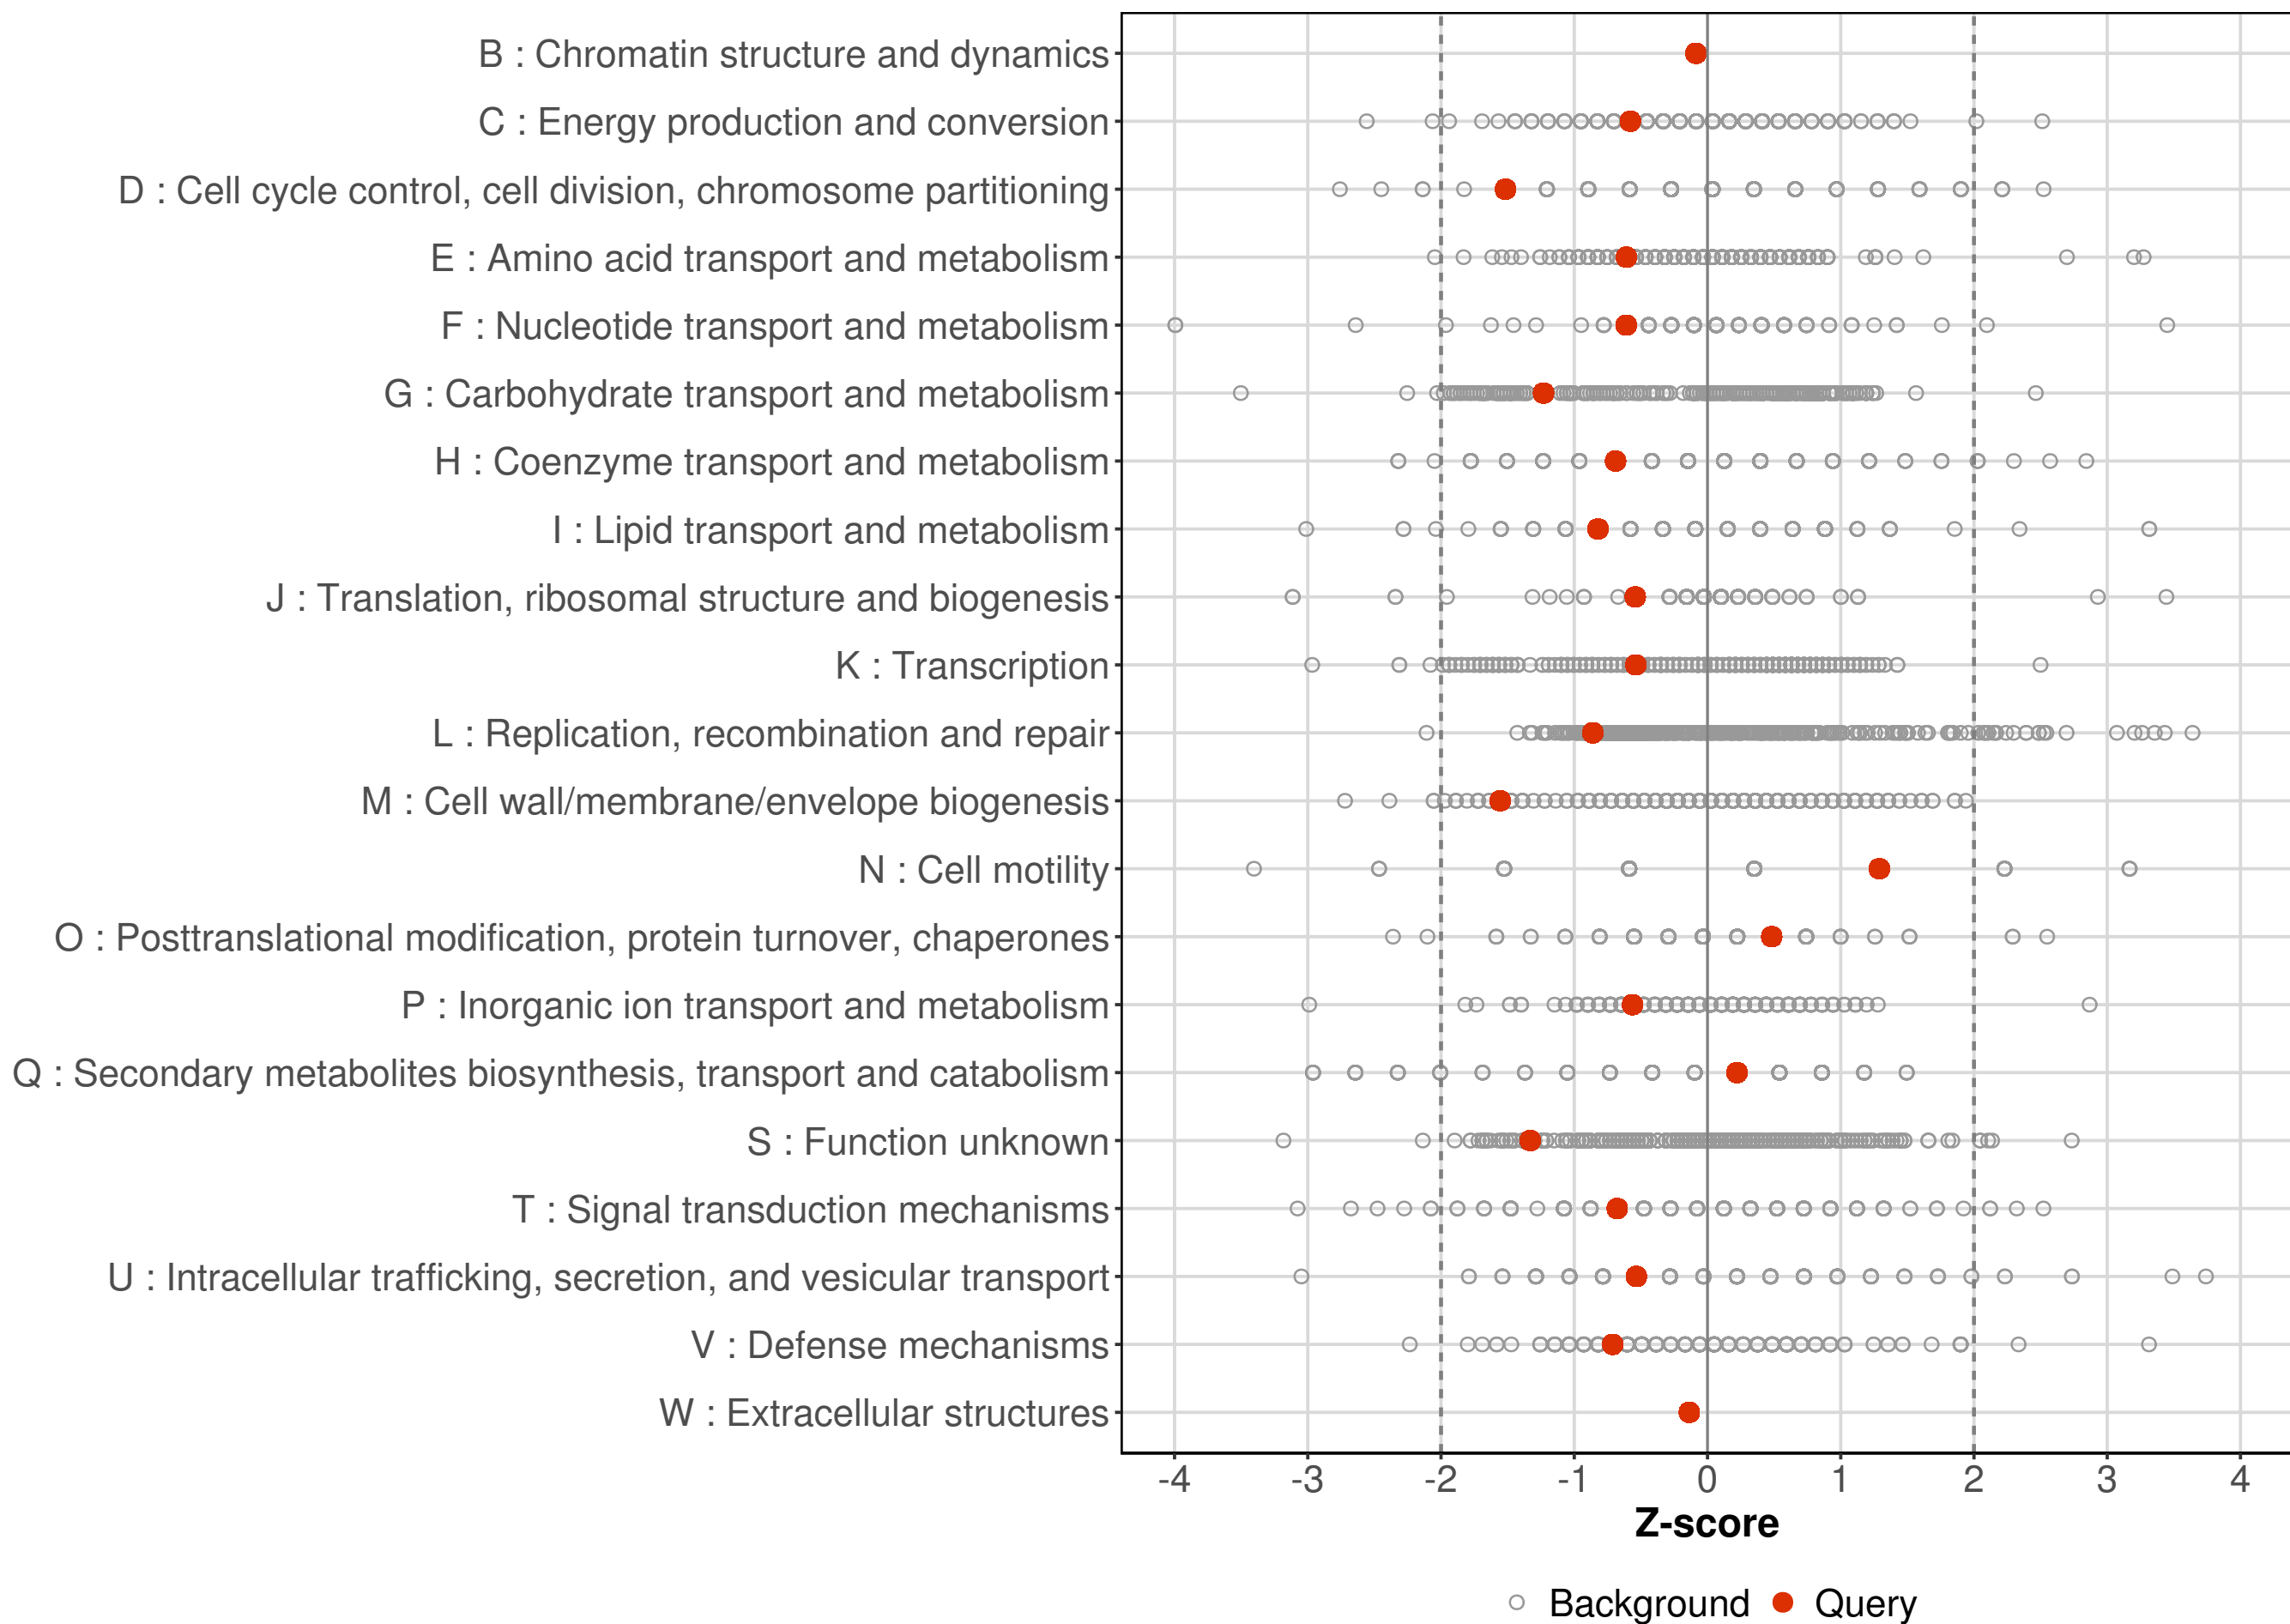 B : Chromatin structure and dynamics
C : Energy production and conversion
D : Cell cycle control, cell division, chromosome partitioning
E : Amino acid transport and metabolism
F : Nucleotide transport and metabolism
G : Carbohydrate transport and metabolism
H : Coenzyme transport and metabolism
I : Lipid transport and metabolism
J : Translation, ribosomal structure and biogenesis
K : Transcription
L : Replication, recombination and repair
M : Cell wall/membrane/envelope biogenesis
N : Cell motility
O : Posttranslational modification, protein turnover, chaperones
P : Inorganic ion transport and metabolism
Q : Secondary metabolites biosynthesis, transport and catabolism
S : Function unknown
T : Signal transduction mechanisms
U : Intracellular trafficking, secretion, and vesicular transport
V : Defense mechanisms
W : Extracellular structures
-4 -3 -2 -1 0 1 2 3 4
Z-score
Background Query